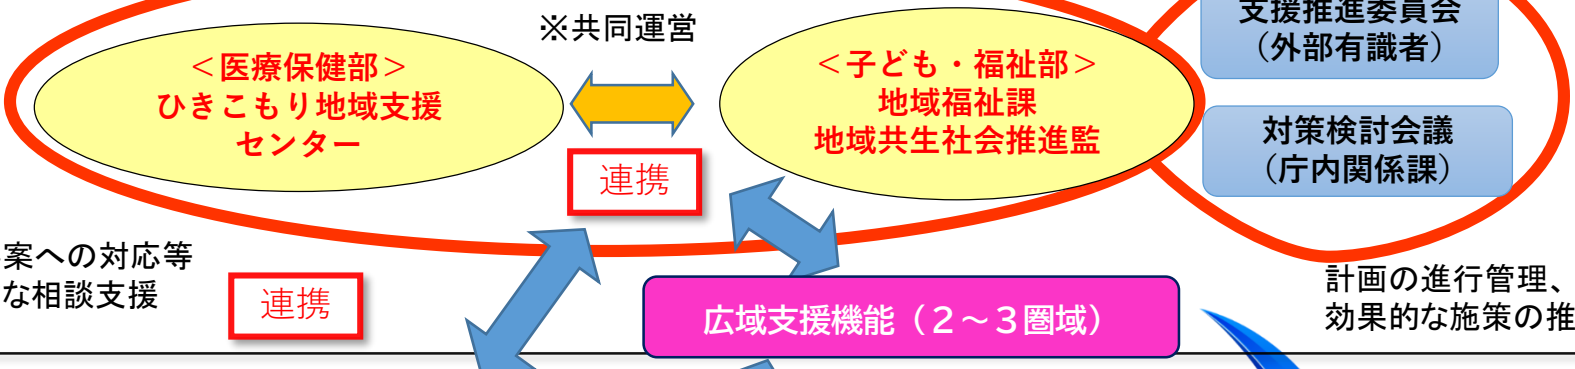 ※共同運営
<医療保健部>
ひきこもり地域支援
センター
<子ども・福祉部>
地域福祉課
地域共生社会推進監
支援推進委員会
（外部有識者）
対策検討会議
（庁内関係課）
連携
案への対応等
な相談支援
連携
広域支援機能（２～３圏域）
計画の進行管理、
効果的な施策の推